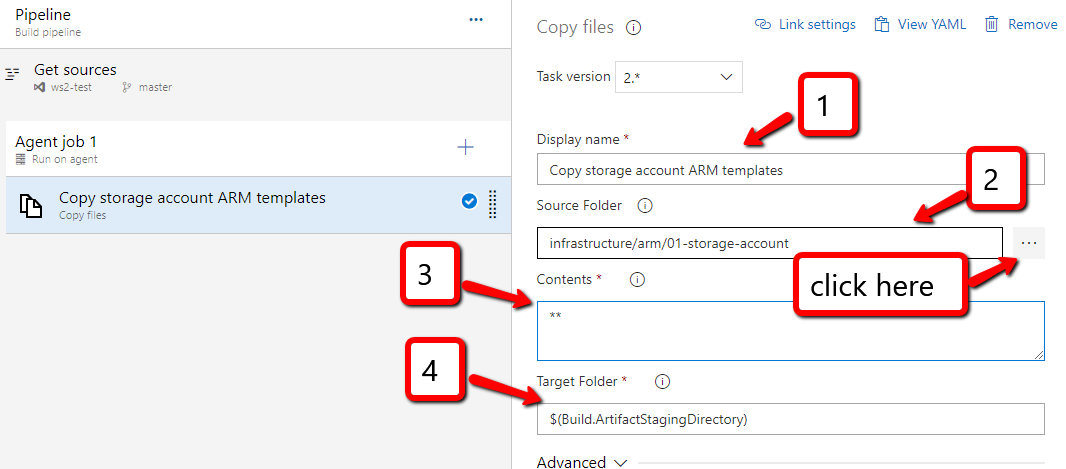 Pipeline
...
Build pipeline
Get sources
ws2-test master
Agent job 1
Run on agent
Copy storage account ARM templates
Copy files
Copy files
Link settings View YAML Remove
Task version 2.*
1
Display name *
Copy storage account ARM templates
2
Source Folder
infrastructure/arm/01-storage-account
...
click here
3
Contents *
**
4
Target Folder *
$(Build.ArtifactStagingDirectory)
Advanced